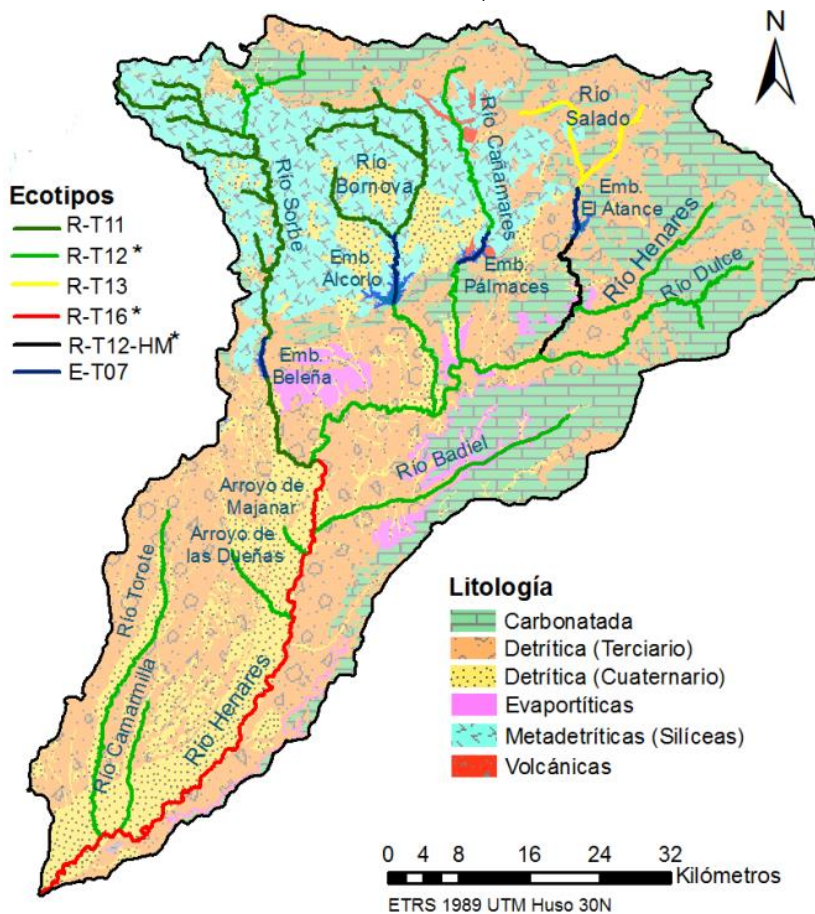 N
Río
Salado
Río Cañamares
Río Sorbe
Río
Bornova
Emb.
El Atance
Ecotipos
R-T11
R-T12*
R-T13
R-T16*
R-T12-HM*
E-T07
Emb.
Alcorlo
Emb.
Pálmaces
Río Henares
Río Dulce
Emb.
Beleña
Río Badiel
Arroyo de
Majanar
Arroyo de
las Dueñas
Río Torote
Río Camarmilla
Río Henares
Litología
Carbonatada
Detrítica (Terciario)
Detrítica (Cuaternario)
Evaportíticas
Metadetríticas (Silíceas)
Volcánicas
0 4 8 16 24 32
Kilómetros
ETRS 1989 UTM Huso 30N